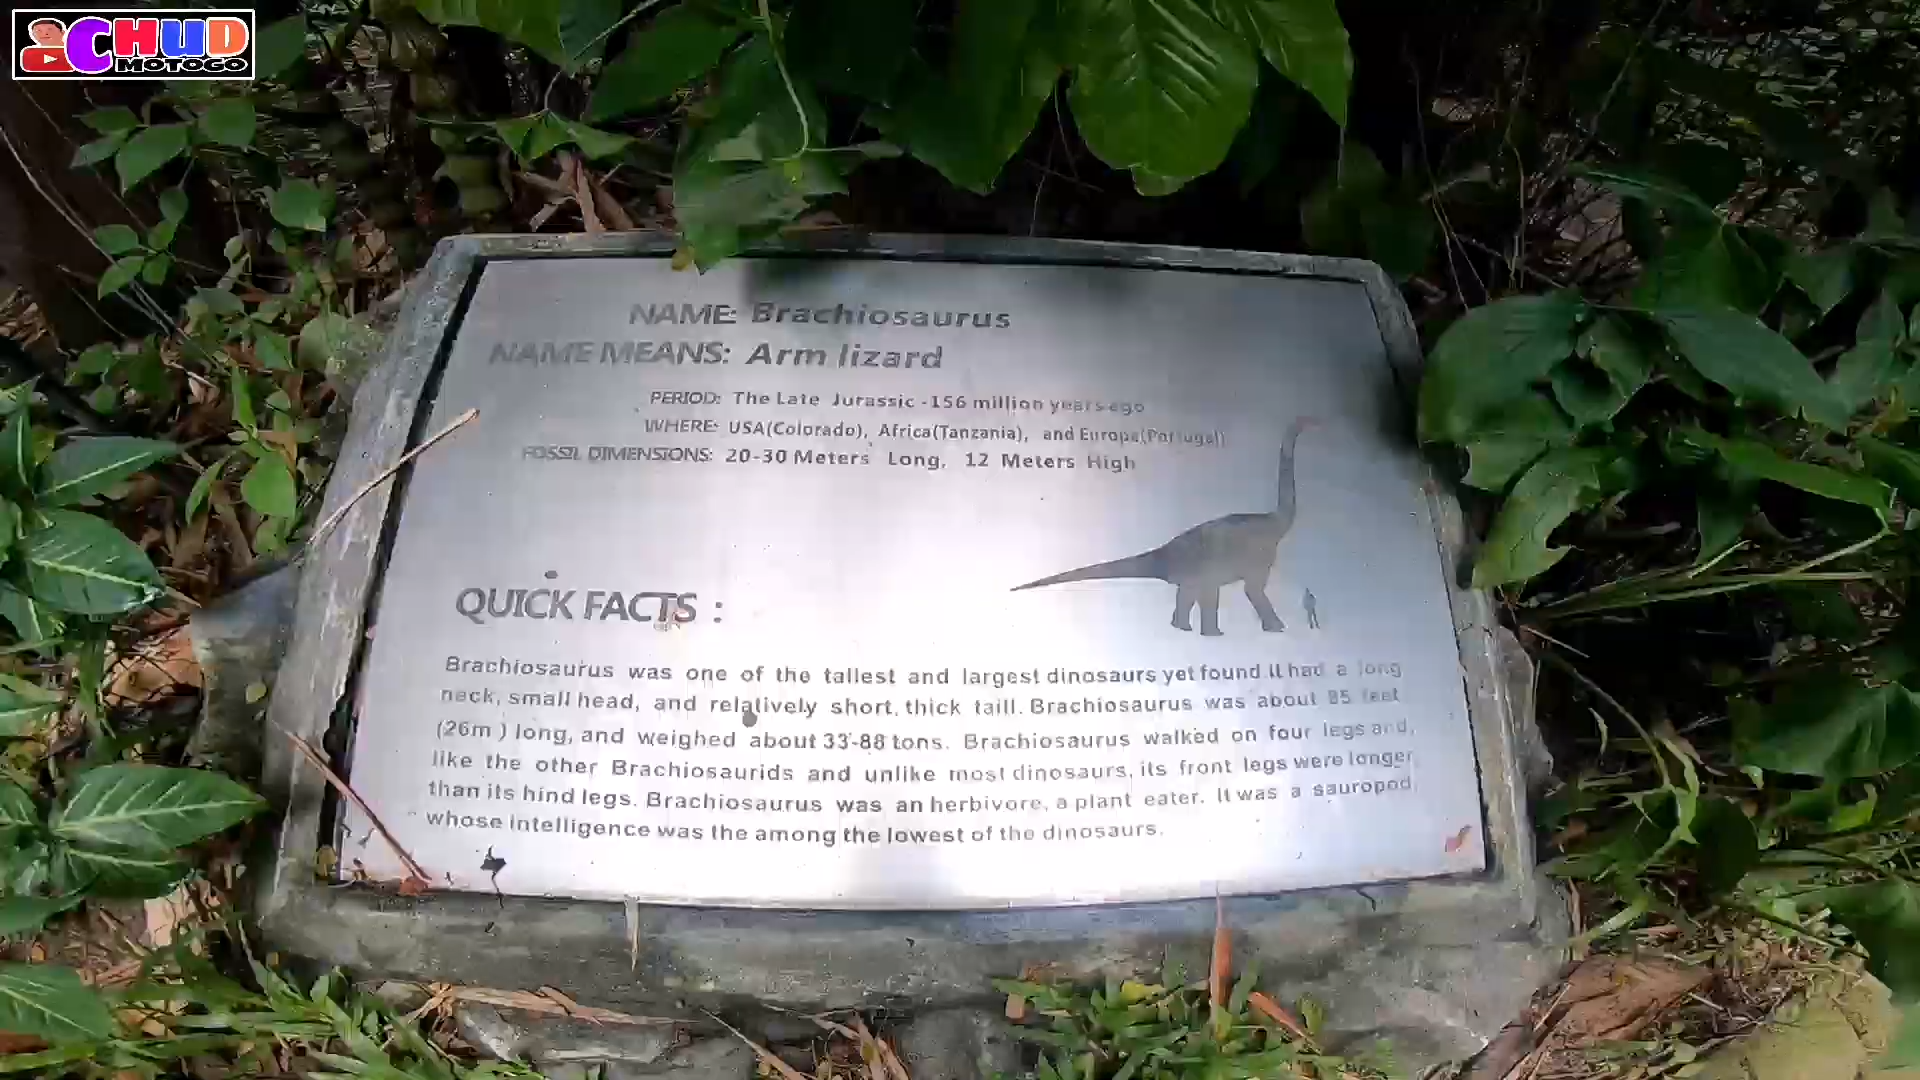 CHUD
MOTOGO
NAME: Brachiosaurus
NAME MEANS: Arm lizard
PERIOD: The Late Jurassic -156 million years ago
WHERE: USA(Colorado), Africa(Tanzania), and Europa(Portugal)
FOSSIL DIMENSIONS: 20-30 Meters Long, 12 Meters High
QUICK FACTS :
Brachiosaurus was one of the tallest and largest dinosaurs yet found. It had a long
neck, small head, and relatively short, thick taill. Brachiosaurus was about 85 feet
(26m ) long, and weighed about 33-88 tons. Brachiosaurus walked on four legs and,
like the other Brachiosaurids and unlike most dinosaurs, its front legs were longer
than its hind legs. Brachiosaurus was an herbivore, a plant eater. It was a sauropod,
whose intelligence was the among the lowest of the dinosaurs.